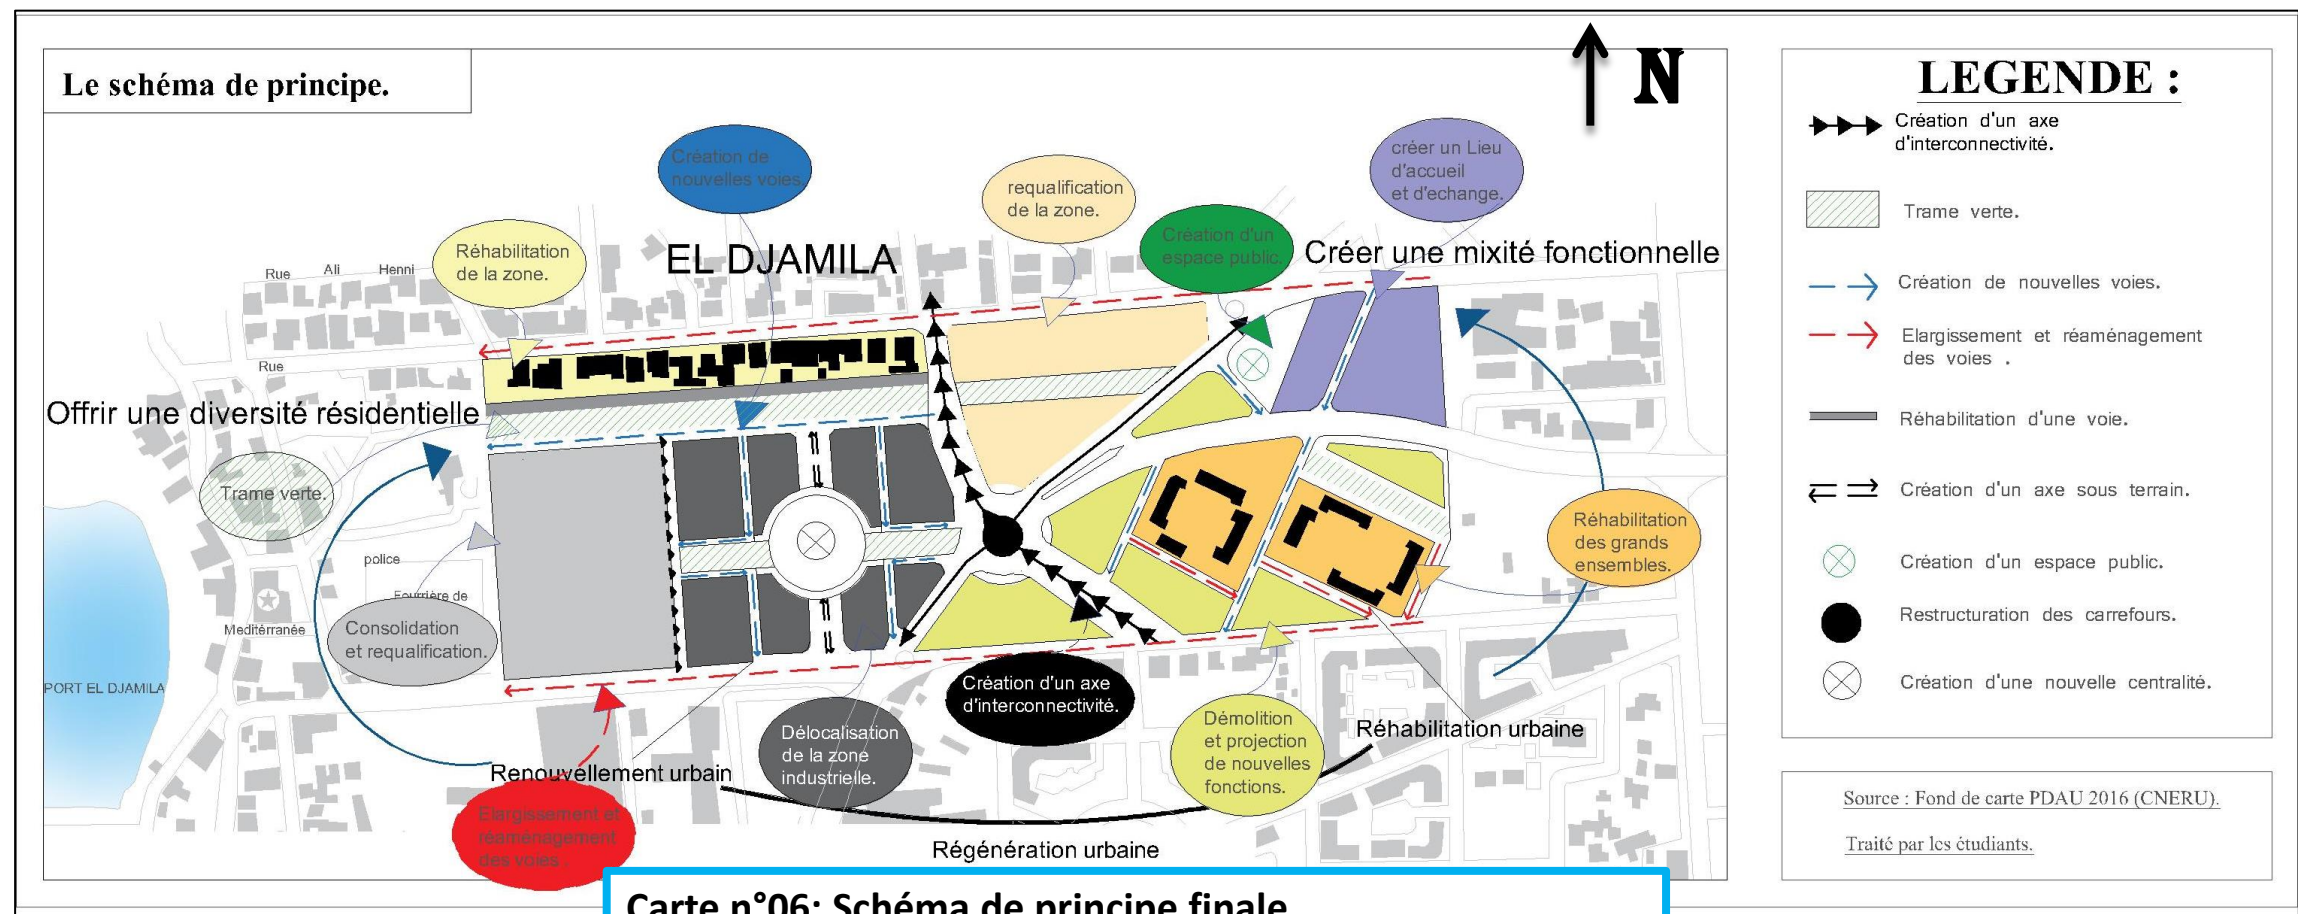 Le schéma de principe.
N
Création de
nouvelles voies.
requalification
de la zone.
créer un Lieu
d'accueil
et d'echange.
Création d'un
espace public.
Réhabilitation
de la zone.
EL DJAMILA
Créer une mixité fonctionnelle
Rue Ali Henni
Rue
Offrir une diversité résidentielle
Trame verte.
police
Fourrière de
Meditérranée
Consolidation
et requalification.
PORT EL DJAMILA
Réhabilitation
des grands
ensembles.
Création d'un axe
d'interconnectivité.
Délocalisation
de la zone
industrielle.
Démolition
et projection
de nouvelles
fonctions.
Réhabilitation urbaine
Renouvellement urbain
Elargissement et
réaménagement
des voies .
Régénération urbaine
LEGENDE :
Création d'un axe
d'interconnectivité.
Trame verte.
Création de nouvelles voies.
Elargissement et réaménagement
des voies .
Réhabilitation d'une voie.
Création d'un axe sous terrain.
Création d'un espace public.
Restructuration des carrefours.
Création d'une nouvelle centralité.
Source : Fond de carte PDAU 2016 (CNERU).
Traité par les étudiants.
Carte n°06: Schéma de principe finale